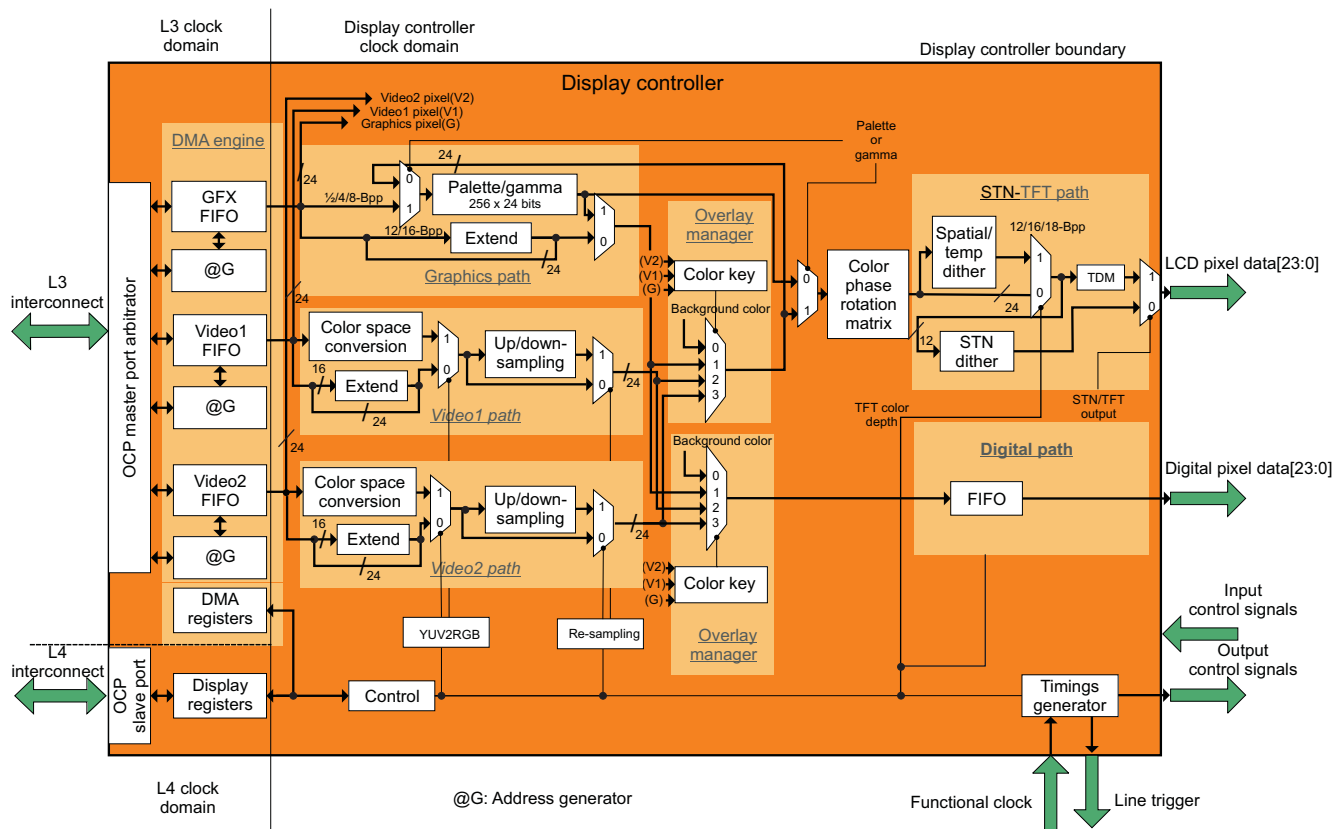 L3 clock
domain
Display controller
clock domain
Display controller boundary
Display controller
Video2 pixel(V2)
Video1 pixel(V1)
Graphics pixel(G)
DMA engine
Palette
or
gamma
24
24
GFX
FIFO
½/4/8-Bpp
0
1
Palette/gamma
256 x 24 bits
1
0
12/16-Bpp
Extend
24
Graphics path
@G
Overlay
manager
(V2)
(V1)
(G)
Color key
Background color
0
1
2
3
0
1
Color
phase
rotation
matrix
STN-TFT path
12/16/18-Bpp
Spatial/
temp
dither
1
0
24
TDM
1
0
12
STN
dither
LCD pixel data[23:0]
L3
interconnect
OCP master port arbitrator
24
Video1
FIFO
Color space
conversion
1
0
Up/down-
sampling
1
0
24
16
Extend
24
Video1 path
@G
24
TFT color
depth
STN/TFT
output
Background color
0
1
2
3
Digital path
FIFO
Digital pixel data[23:0]
Video2
FIFO
Color space
conversion
1
0
Up/down-
sampling
1
0
24
16
Extend
24
Video2 path
@G
(V2)
(V1)
(G)
Color key
Overlay
manager
DMA
registers
YUV2RGB
Re-sampling
Input
control signals
L4
interconnect
OCP
slave port
Display
registers
Control
Timings
generator
Output
control signals
L4 clock
domain
@G: Address generator
Functional clock
Line trigger